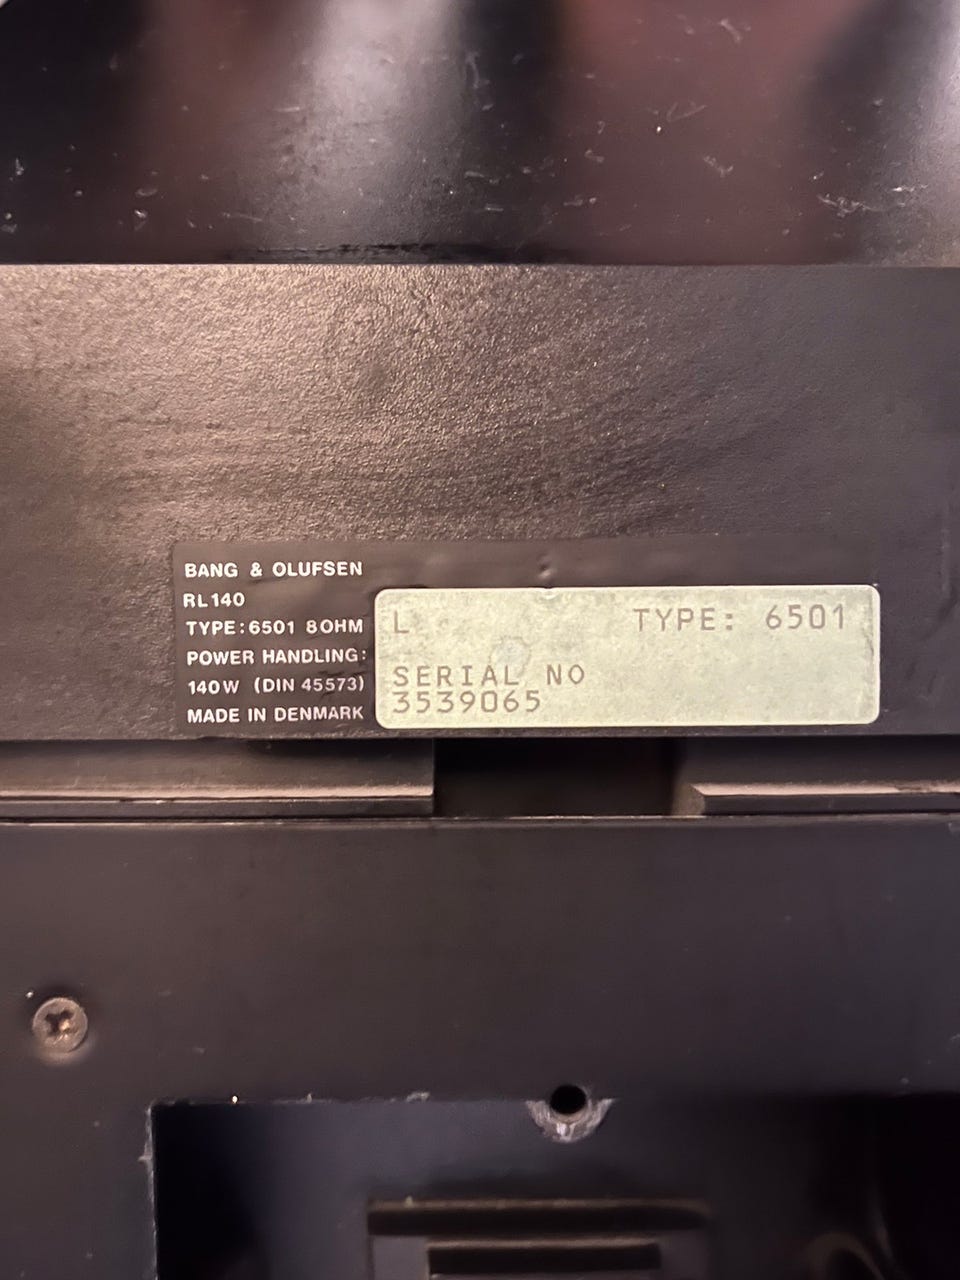 BANG & OLUFSEN
RL140
TYPE:6501 8OHM
POWER HANDLING:
140W (DIN 45573)
MADE IN DENMARK
L TYPE: 6501
SERIAL NO
3539065